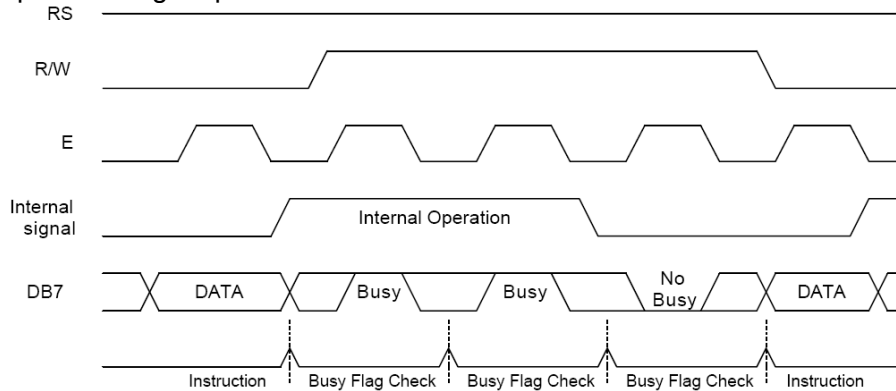 RS
R/W
E
Internal
signal
Internal Operation
DB7
DATA
Busy
Busy
No
Busy
DATA
Instruction
Busy Flag Check
Busy Flag Check
Busy Flag Check
Instruction